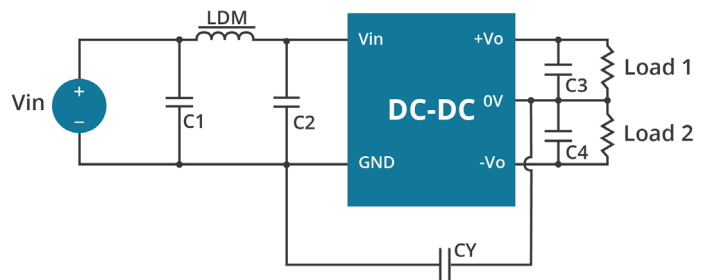 LDM
Vin
+
−
C1
C2
Vin
+Vo
DC-DC
0V
GND
-Vo
C3
C4
Load 1
Load 2
CY